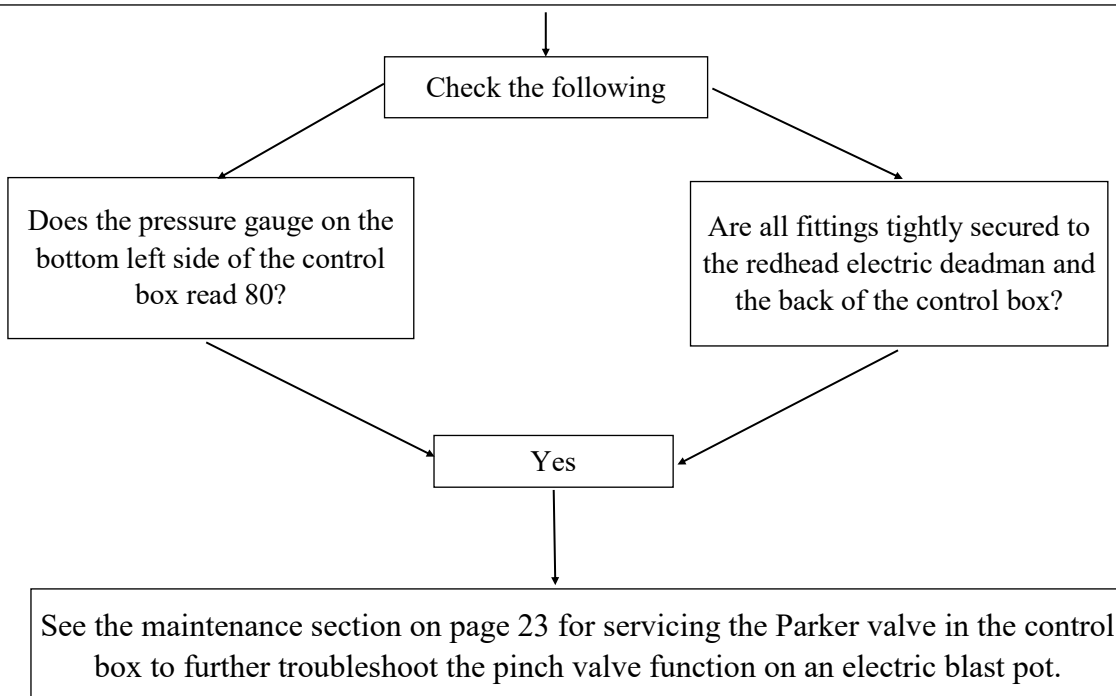 Check the following
Does the pressure gauge on the
bottom left side of the control
box read 80?
Are all fittings tightly secured to
the redhead electric deadman and
the back of the control box?
Yes
See the maintenance section on page 23 for servicing the Parker valve in the control
box to further troubleshoot the pinch valve function on an electric blast pot.